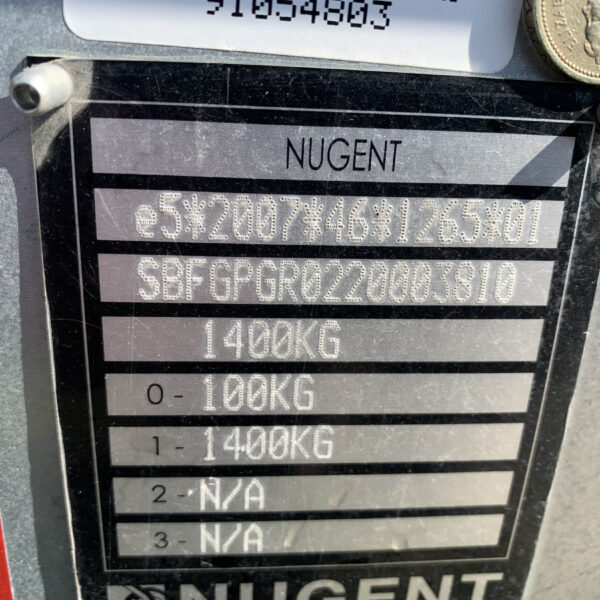 91054803
NUGENT
e5*2007*46*1265*01
SBFGPGR0220003810
1400KG
0 - 100KG
1 - 1400KG
2 - N/A
3 - N/A
NUGENT